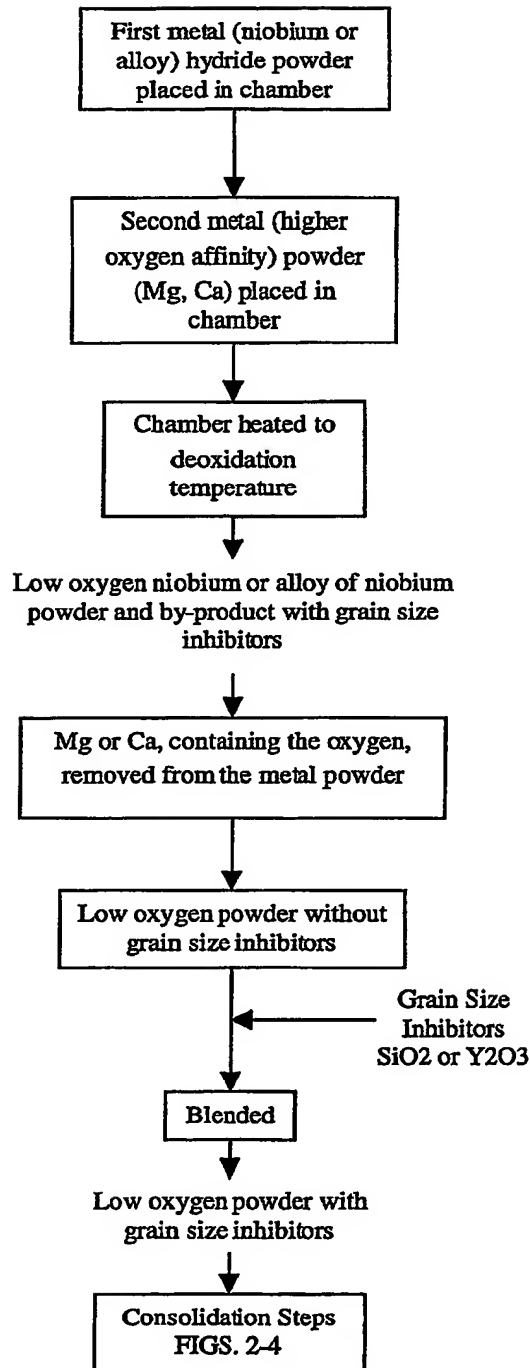 First metal (niobium or
alloy) hydride powder
placed in chamber
Second metal (higher
oxygen affinity) powder
(Mg, Ca) placed in
chamber
Chamber heated to
deoxidation
temperature
Low oxygen niobium or alloy of niobium
powder and by-product with grain size
inhibitors
Mg or Ca, containing the oxygen,
removed from the metal powder
Low oxygen powder without
grain size inhibitors
Grain Size
Inhibitors
SiO2 or Y2O3
Blended
Low oxygen powder with
grain size inhibitors
Consolidation Steps
FIGS. 2-4